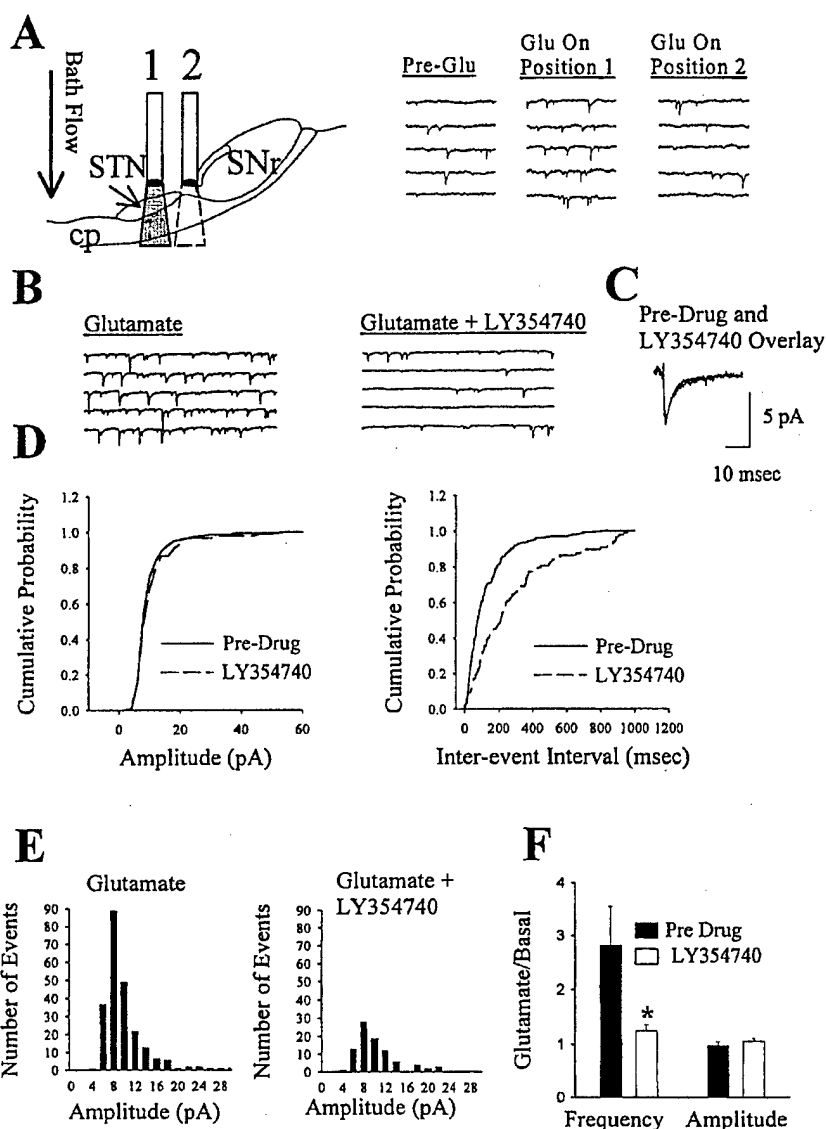 A
Bath Flow
1 2
STN
SNr
cp
Pre-Glu
Glu On
Position 1
Glu On
Position 2
B
Glutamate
Glutamate + LY354740
C
Pre-Drug and
LY354740 Overlay
5 pA
10 msec
D
Cumulative Probability
1.2
1.0
0.8
0.6
0.4
0.2
0.0
Pre-Drug
LY354740
0 20 40 60
Amplitude (pA)
Cumulative Probability
1.2
1.0
0.8
0.6
0.4
0.2
0.0
Pre-Drug
LY354740
0 200 400 600 800 1000 1200
Inter-event Interval (msec)
E
Glutamate
Number of Events
90
80
70
60
50
40
30
20
10
0
0 4 8 12 16 20 24 28
Amplitude (pA)
Glutamate +
LY354740
Number of Events
90
80
70
60
50
40
30
20
10
0
0 4 8 12 16 20 24 28
Amplitude (pA)
F
Glutamate/Basal
4
3
2
1
0
Pre Drug
LY354740
*
Frequency Amplitude